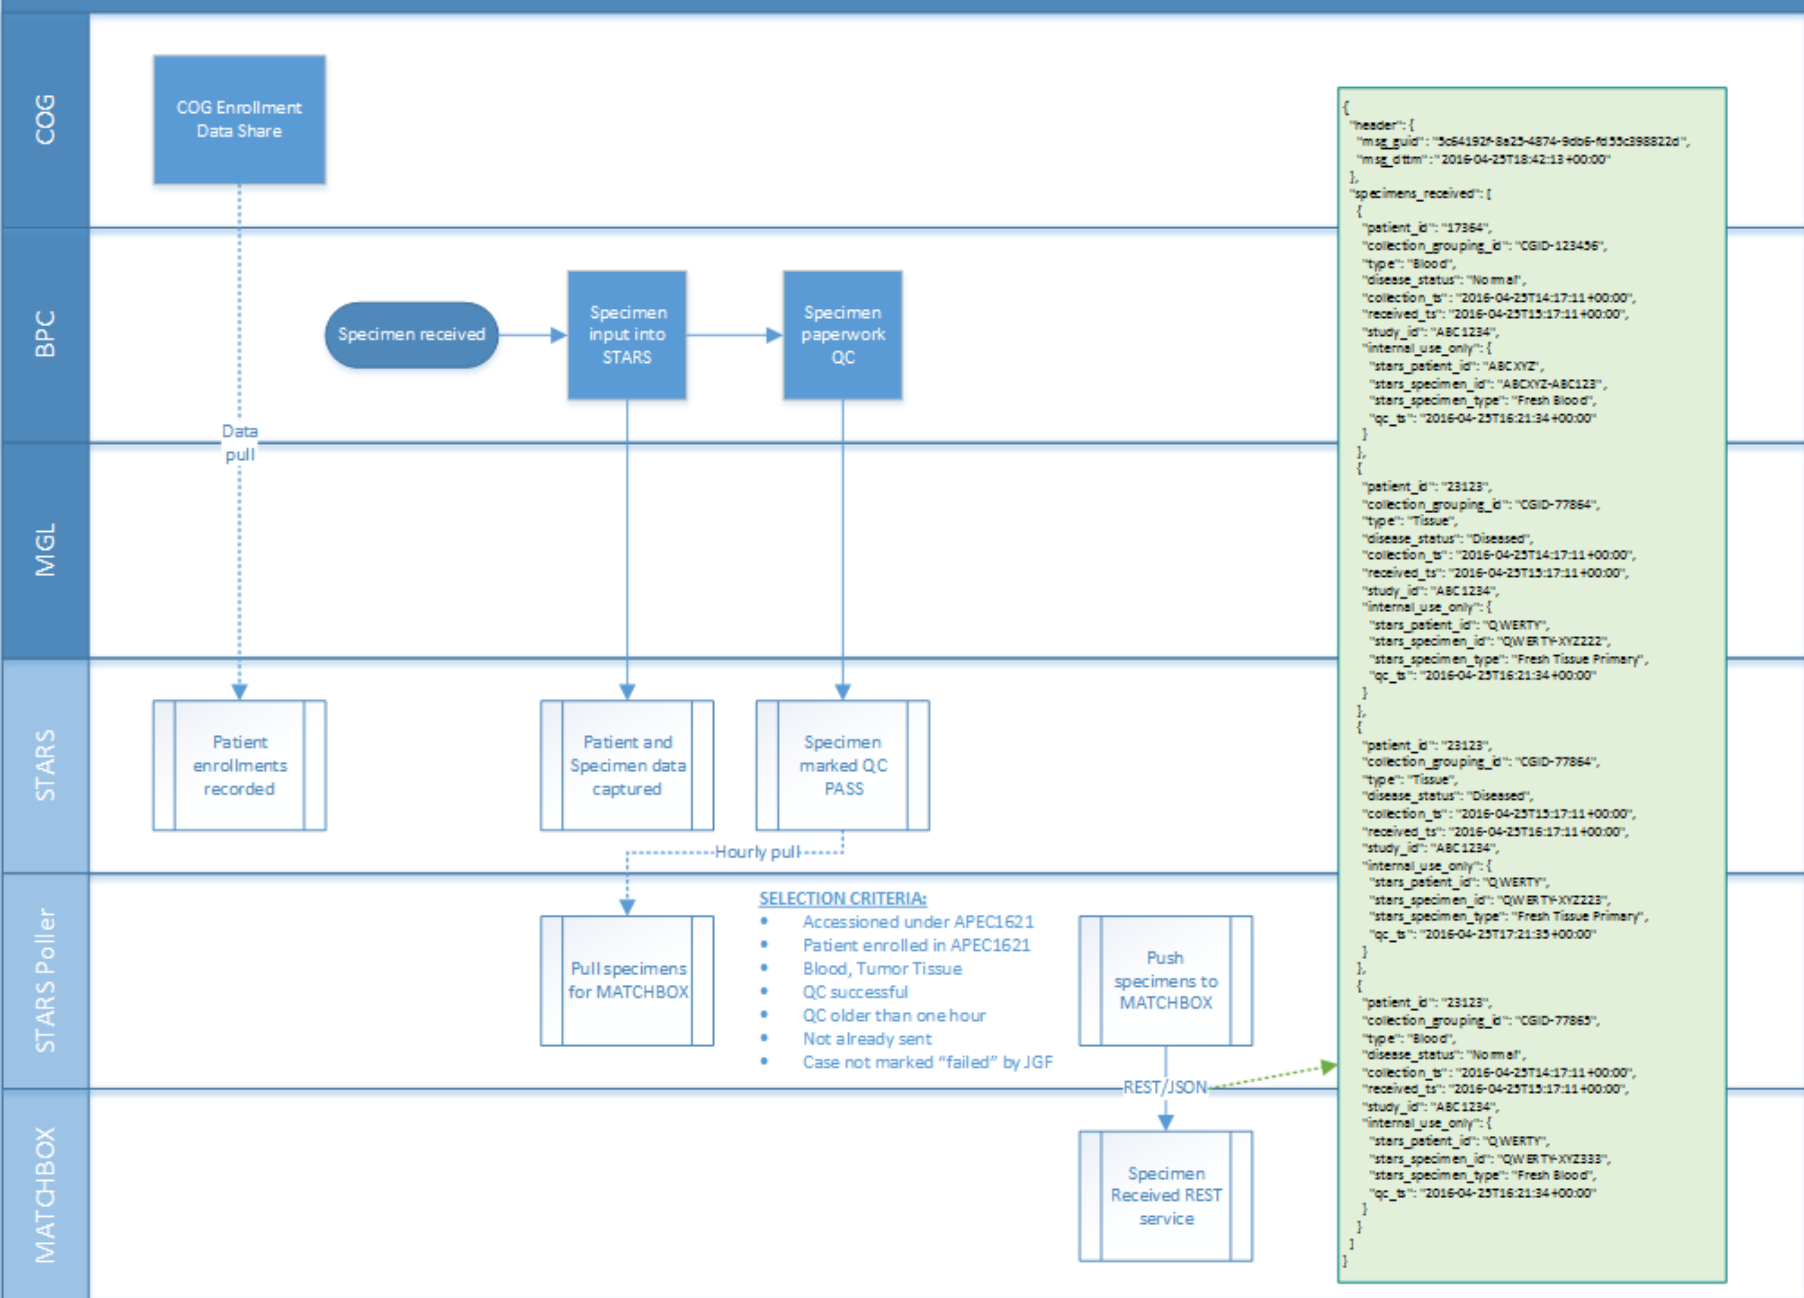 COG
COG Enrollment
Data Share
BPC
Specimen received
Specimen
input into
STARS
Specimen
paperwork
QC
Data
pull
MGL
STARS
Patient
enrollments
recorded
Patient and
Specimen data
captured
Specimen
marked QC
PASS
Hourly pull
STARS Poller
Pull specimens
for MATCHBOX
SELECTION CRITERIA:
• Accessioned under APEC1621
• Patient enrolled in APEC1621
• Blood, Tumor Tissue
• QC successful
• QC older than one hour
• Not already sent
• Case not marked "failed" by JGF
Push
specimens to
MATCHBOX
REST/JSON
MATCHBOX
Specimen
Received REST
service
{
"header": {
"msg_guid": "5c64192f-8a25-4874-9db6-fd55c398822d",
"msg_dttm": "2016-04-25T18:42:13+00:00"
},
"specimens_received": [
{
"patient_id": "17364",
"collection_grouping_id": "CGID-123456",
"type": "Blood",
"disease_status": "Normal",
"collection_ts": "2016-04-25T14:17:11+00:00",
"received_ts": "2016-04-25T15:17:11+00:00",
"study_id": "ABC1234",
"internal_use_only": {
"stars_patient_id": "ABCXYZ",
"stars_specimen_id": "ABCXYZ-ABC123",
"stars_specimen_type": "Fresh Blood",
"qc_ts": "2016-04-25T16:21:34+00:00"
}
},
{
"patient_id": "23123",
"collection_grouping_id": "CGID-77864",
"type": "Tissue",
"disease_status": "Diseased",
"collection_ts": "2016-04-25T14:17:11+00:00",
"received_ts": "2016-04-25T15:17:11+00:00",
"study_id": "ABC1234",
"internal_use_only": {
"stars_patient_id": "QWERTY",
"stars_specimen_id": "QWERTY-XYZ222",
"stars_specimen_type": "Fresh Tissue Primary",
"qc_ts": "2016-04-25T16:21:34+00:00"
}
},
{
"patient_id": "23123",
"collection_grouping_id": "CGID-77864",
"type": "Tissue",
"disease_status": "Diseased",
"collection_ts": "2016-04-25T15:17:11+00:00",
"received_ts": "2016-04-25T16:17:11+00:00",
"study_id": "ABC1234",
"internal_use_only": {
"stars_patient_id": "QWERTY",
"stars_specimen_id": "QWERTY-XYZ223",
"stars_specimen_type": "Fresh Tissue Primary",
"qc_ts": "2016-04-25T17:21:35+00:00"
}
},
{
"patient_id": "23123",
"collection_grouping_id": "CGID-77865",
"type": "Blood",
"disease_status": "Normal",
"collection_ts": "2016-04-25T14:17:11+00:00",
"received_ts": "2016-04-25T15:17:11+00:00",
"study_id": "ABC1234",
"internal_use_only": {
"stars_patient_id": "QWERTY",
"stars_specimen_id": "QWERTY-XYZ333",
"stars_specimen_type": "Fresh Blood",
"qc_ts": "2016-04-25T16:21:34+00:00"
}
}
]
}